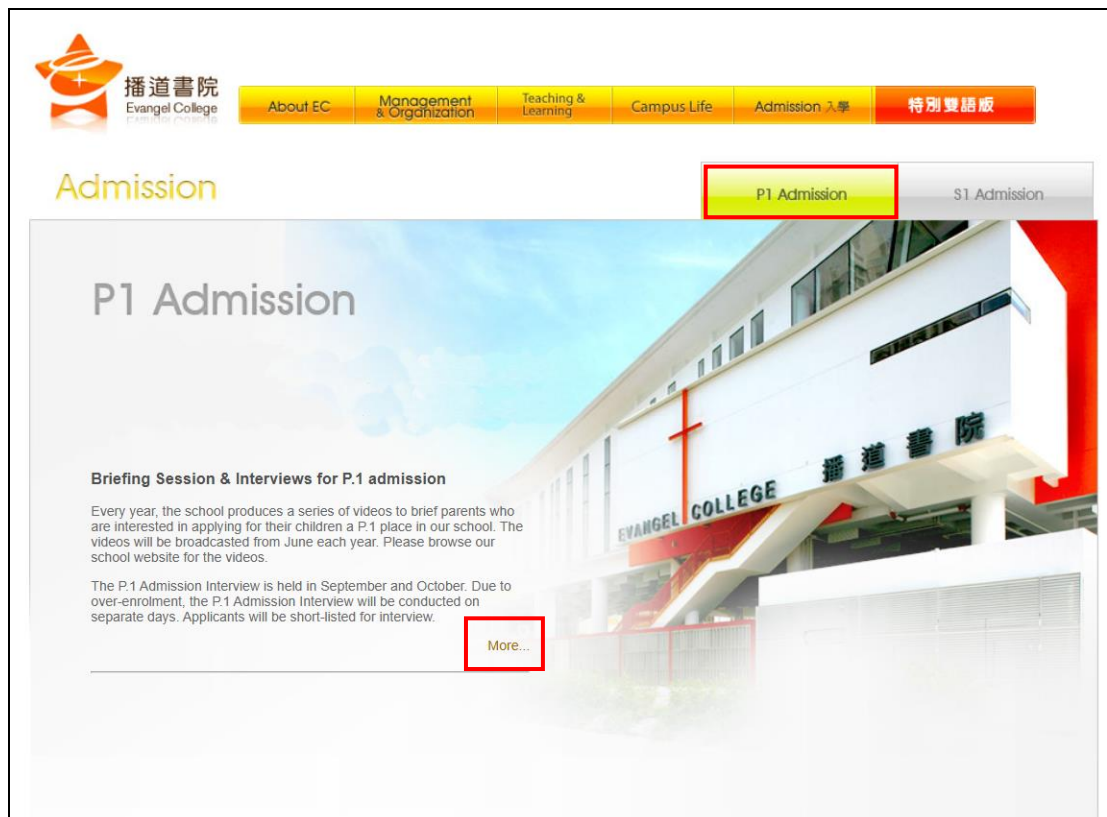 播道書院
Evangel College
About EC
Management
& Organization
Teaching &
Learning
Campus Life
Admission 入學
特別雙語版
Admission
P1 Admission
S1 Admission
P1 Admission
EVANGEL COLLEGE 播道書院
Briefing Session & Interviews for P.1 admission
Every year, the school produces a series of videos to brief parents who
are interested in applying for their children a P.1 place in our school. The
videos will be broadcasted from June each year. Please browse our
school website for the videos.
The P.1 Admission Interview is held in September and October. Due to
over-enrolment, the P.1 Admission Interview will be conducted on
separate days. Applicants will be short-listed for interview.
More...